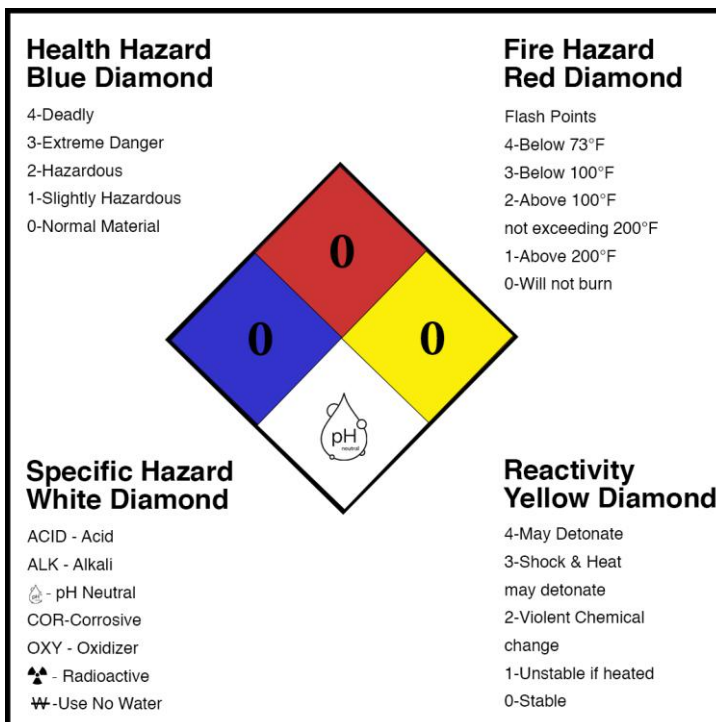 Health Hazard
Blue Diamond
4-Deadly
3-Extreme Danger
2-Hazardous
1-Slightly Hazardous
0-Normal Material
Fire Hazard
Red Diamond
Flash Points
4-Below 73°F
3-Below 100°F
2-Above 100°F
not exceeding 200°F
1-Above 200°F
0-Will not burn
0
0
0
pH
neutral
Specific Hazard
White Diamond
ACID - Acid
ALK - Alkali
pH - pH Neutral
COR-Corrosive
OXY - Oxidizer
- Radioactive
W -Use No Water
Reactivity
Yellow Diamond
4-May Detonate
3-Shock & Heat
may detonate
2-Violent Chemical
change
1-Unstable if heated
0-Stable